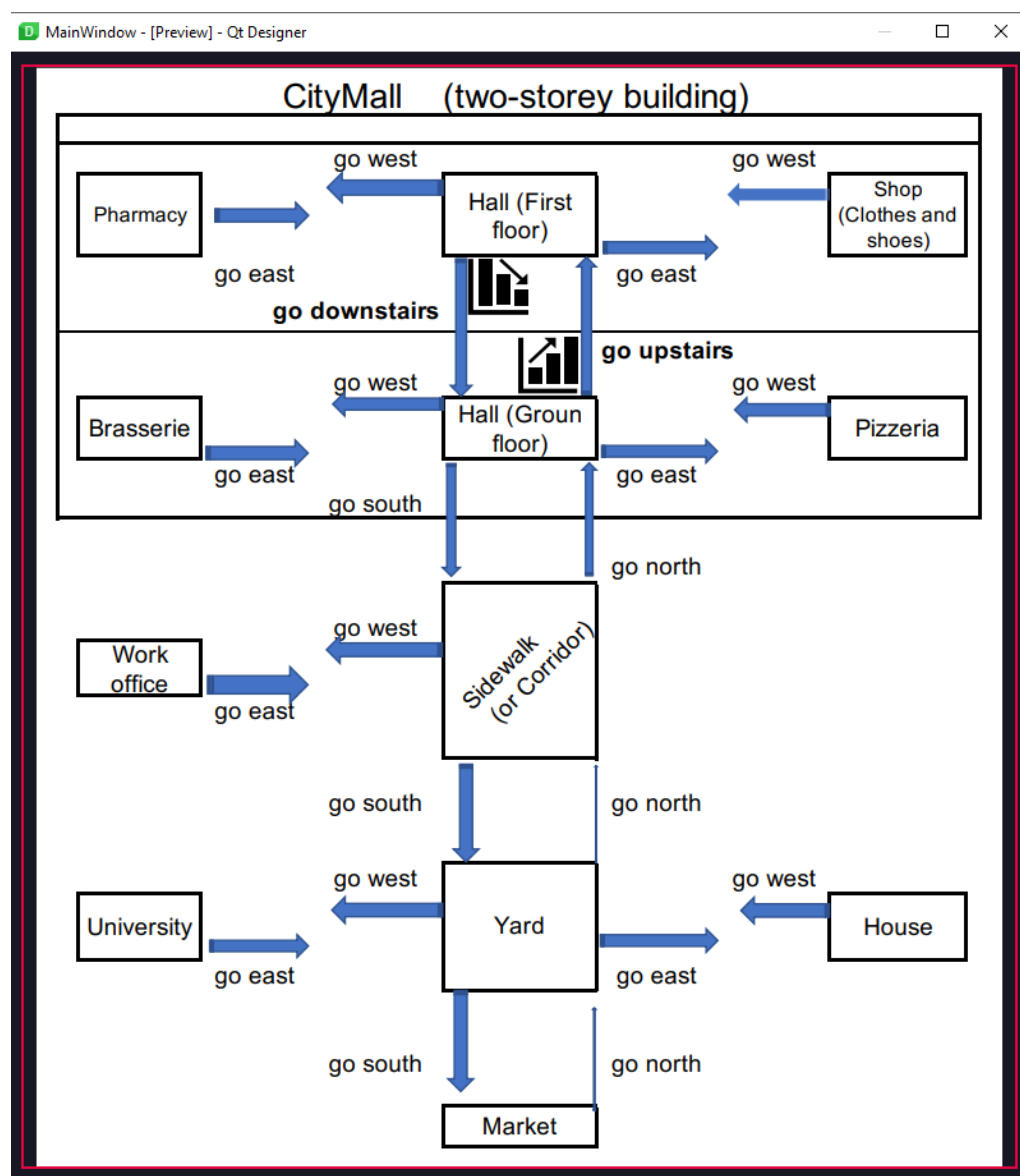 MainWindow - [Preview] - Qt Designer
CityMall (two-storey building)
go west
go west
Pharmacy
Hall (First
floor)
Shop
(Clothes and
shoes)
go east
go east
go downstairs
go upstairs
go west
go west
Brasserie
Hall (Groun
floor)
Pizzeria
go east
go east
go south
go north
go west
Work
office
Sidewalk
(or Corridor)
go east
go south
go north
go west
go west
University
Yard
House
go east
go east
go south
go north
Market